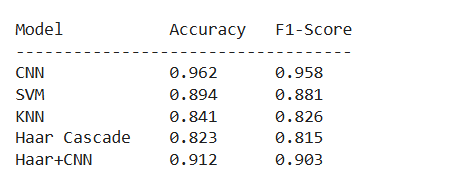 Model Accuracy F1-Score
-----------------------------------
CNN 0.962 0.958
SVM 0.894 0.881
KNN 0.841 0.826
Haar Cascade 0.823 0.815
Haar+CNN 0.912 0.903